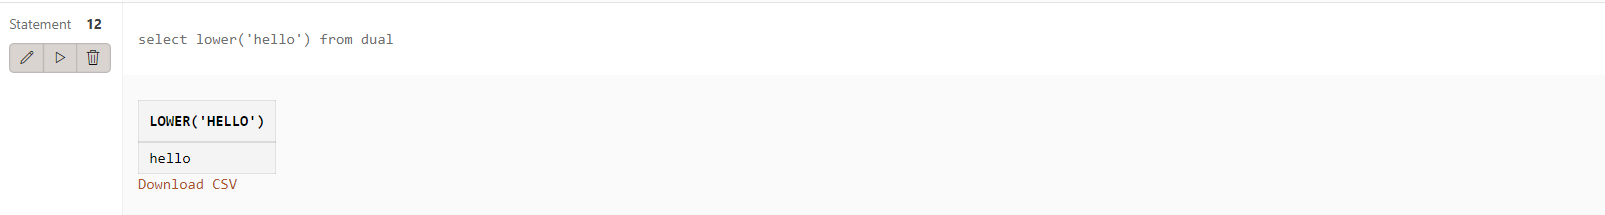 Statement 12
select lower('hello') from dual
LOWER('HELLO')
hello
Download CSV